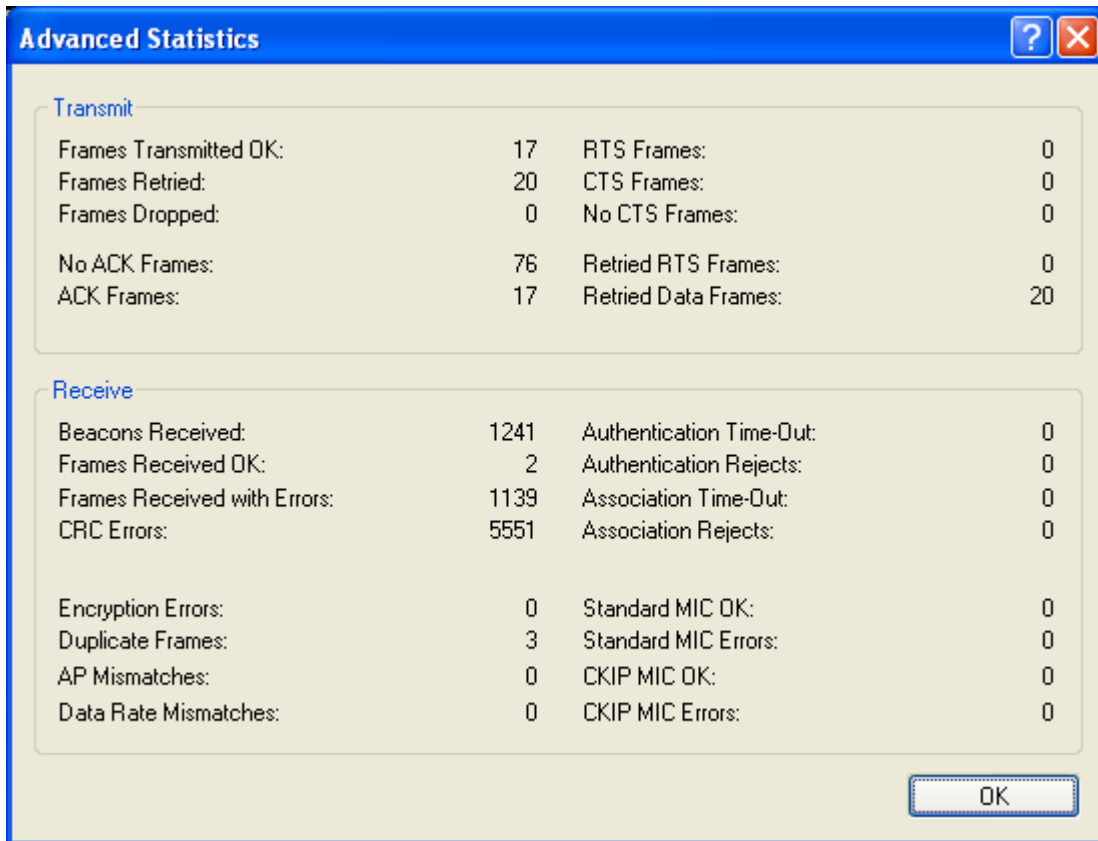 Advanced Statistics
Transmit
Frames Transmitted OK: 17 RTS Frames: 0
Frames Retried: 20 CTS Frames: 0
Frames Dropped: 0 No CTS Frames: 0
No ACK Frames: 76 Retried RTS Frames: 0
ACK Frames: 17 Retried Data Frames: 20
Receive
Beacons Received: 1241 Authentication Time-Out: 0
Frames Received OK: 2 Authentication Rejects: 0
Frames Received with Errors: 1139 Association Time-Out: 0
CRC Errors: 5551 Association Rejects: 0
Encryption Errors: 0 Standard MIC OK: 0
Duplicate Frames: 3 Standard MIC Errors: 0
AP Mismatches: 0 CKIP MIC OK: 0
Data Rate Mismatches: 0 CKIP MIC Errors: 0
OK